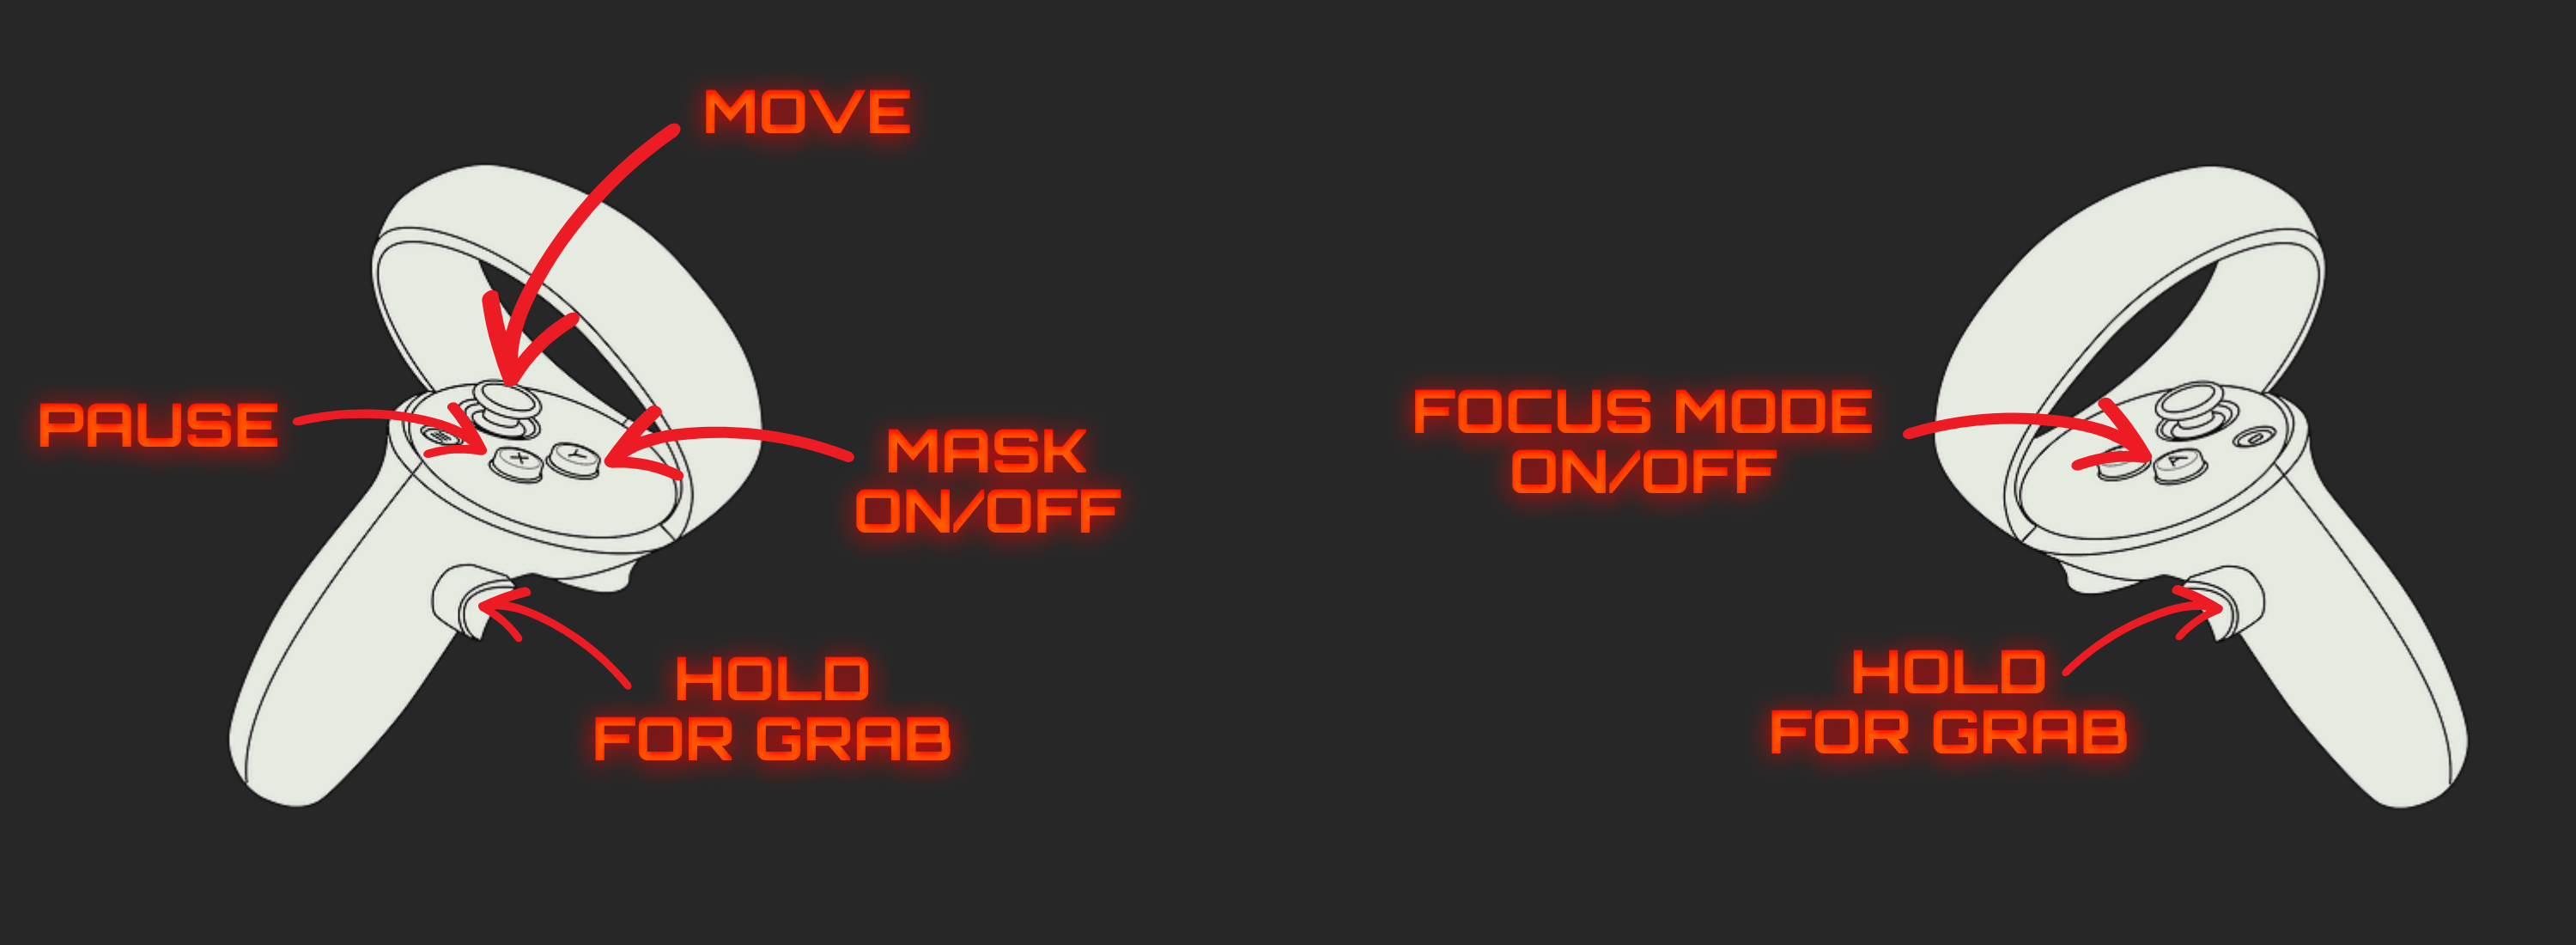 MOVE
PAUSE
MASK
ON/OFF
X
Y
HOLD
FOR GRAB
FOCUS MODE
ON/OFF
A
HOLD
FOR GRAB